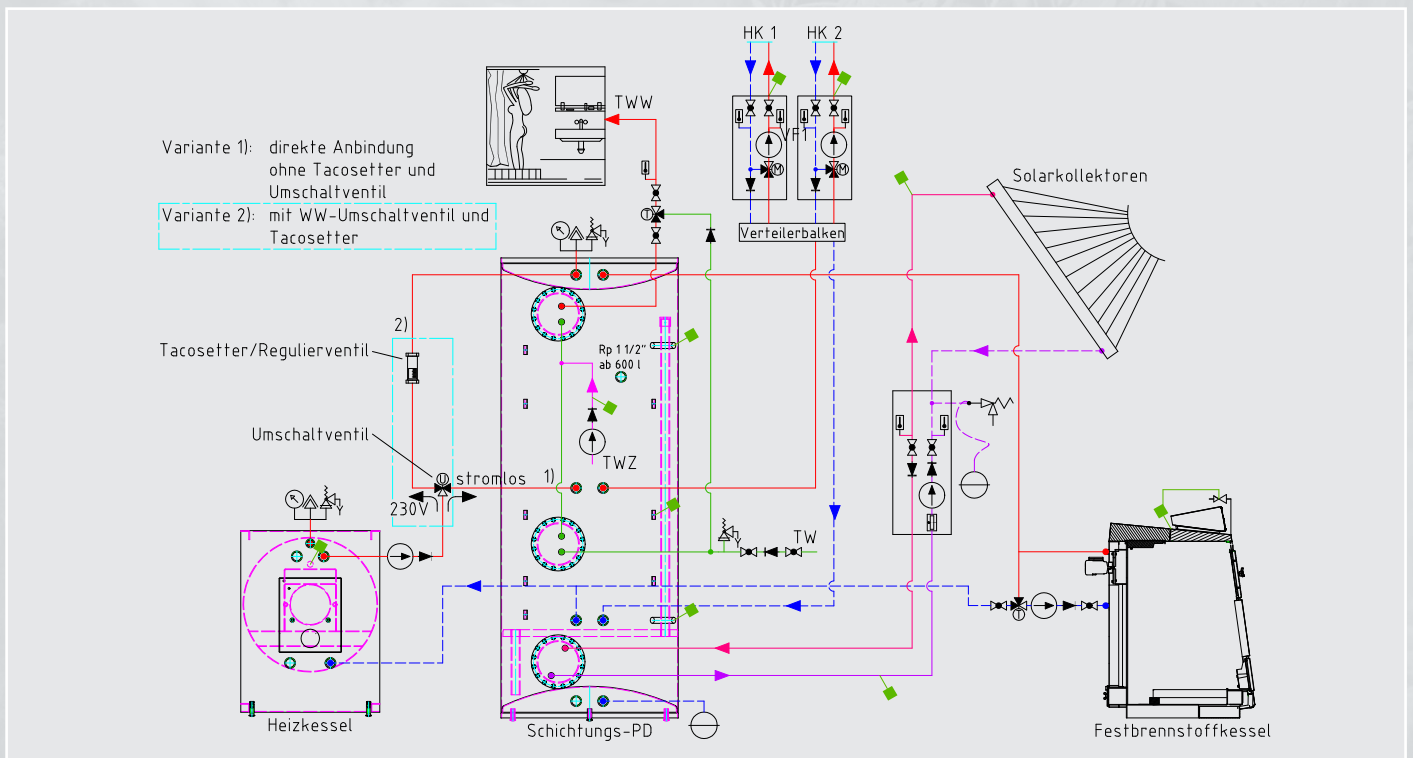 HK 1
HK 2
TWW
VF1
Variante 1): direkte Anbindung
ohne Tacosetter und
Umschaltventil
Variante 2): mit WW-Umschaltventil und
Tacosetter
Solarkollektoren
M
M
T
Verteilerbalken
2)
Tacosetter/Regulierventil
Rp 1 1/2"
ab 600 l
Umschaltventil
TWZ
U
stromlos
1)
230V
TW
Heizkessel
Schichtungs-PD
Festbrennstoffkessel